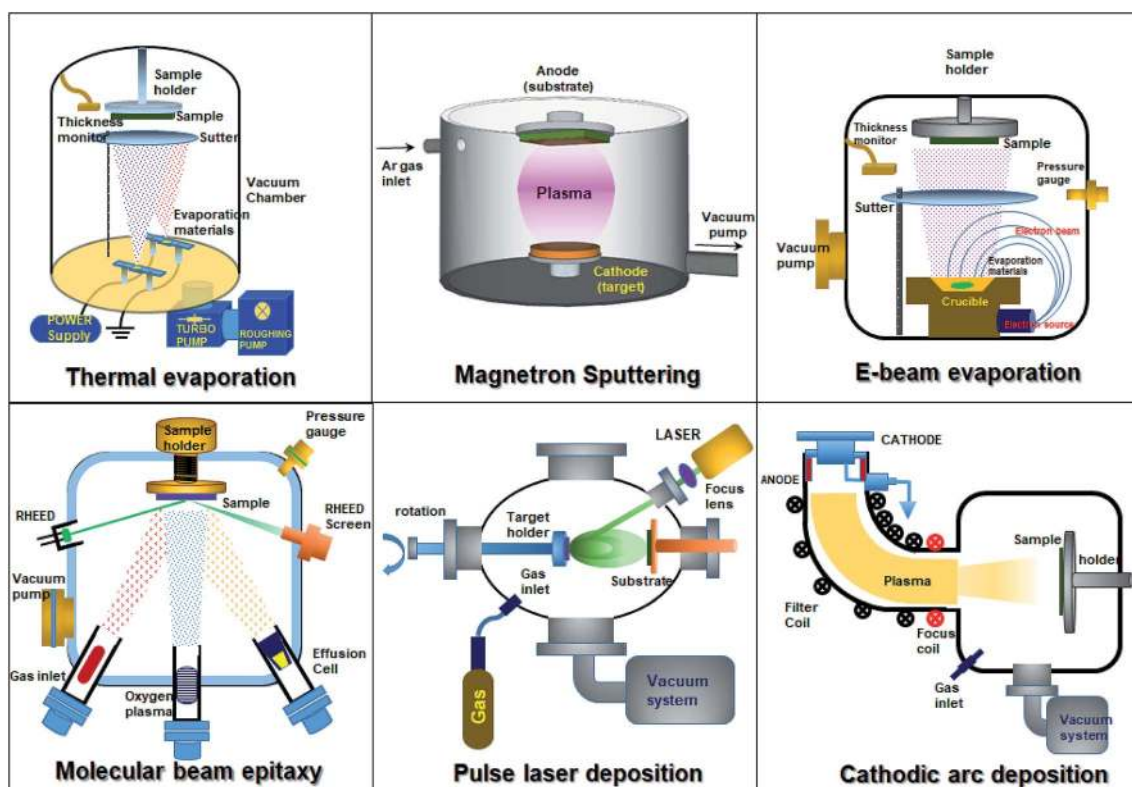 Sample
holder
Thickness
monitor
Sample
Sutter
Vacuum
Chamber
Evaporation
materials
POWER
Supply
TURBO
PUMP
ROUGHING
PUMP
Thermal evaporation
Anode
(substrate)
Ar gas
inlet
Plasma
Vacuum
pump
Cathode
(target)
Magnetron Sputtering
Sample
holder
Thickness
monitor
Sample
Pressure
gauge
Sutter
Electron beam
Vacuum
pump
Evaporation
materials
Crucible
Electron source
E-beam evaporation
Pressure
gauge
Sample
holder
Sample
RHEED
RHEED
Screen
Vacuum
pump
Effusion
Cell
Gas inlet
Oxygen
plasma
Molecular beam epitaxy
LASER
Focus
lens
rotation
Target
holder
Gas
inlet
Substrate
Gas
Vacuum
system
Pulse laser deposition
CATHODE
ANODE
Sample
holder
Plasma
Filter
Coil
Focus
coil
Gas
inlet
Vacuum
system
Cathodic arc deposition